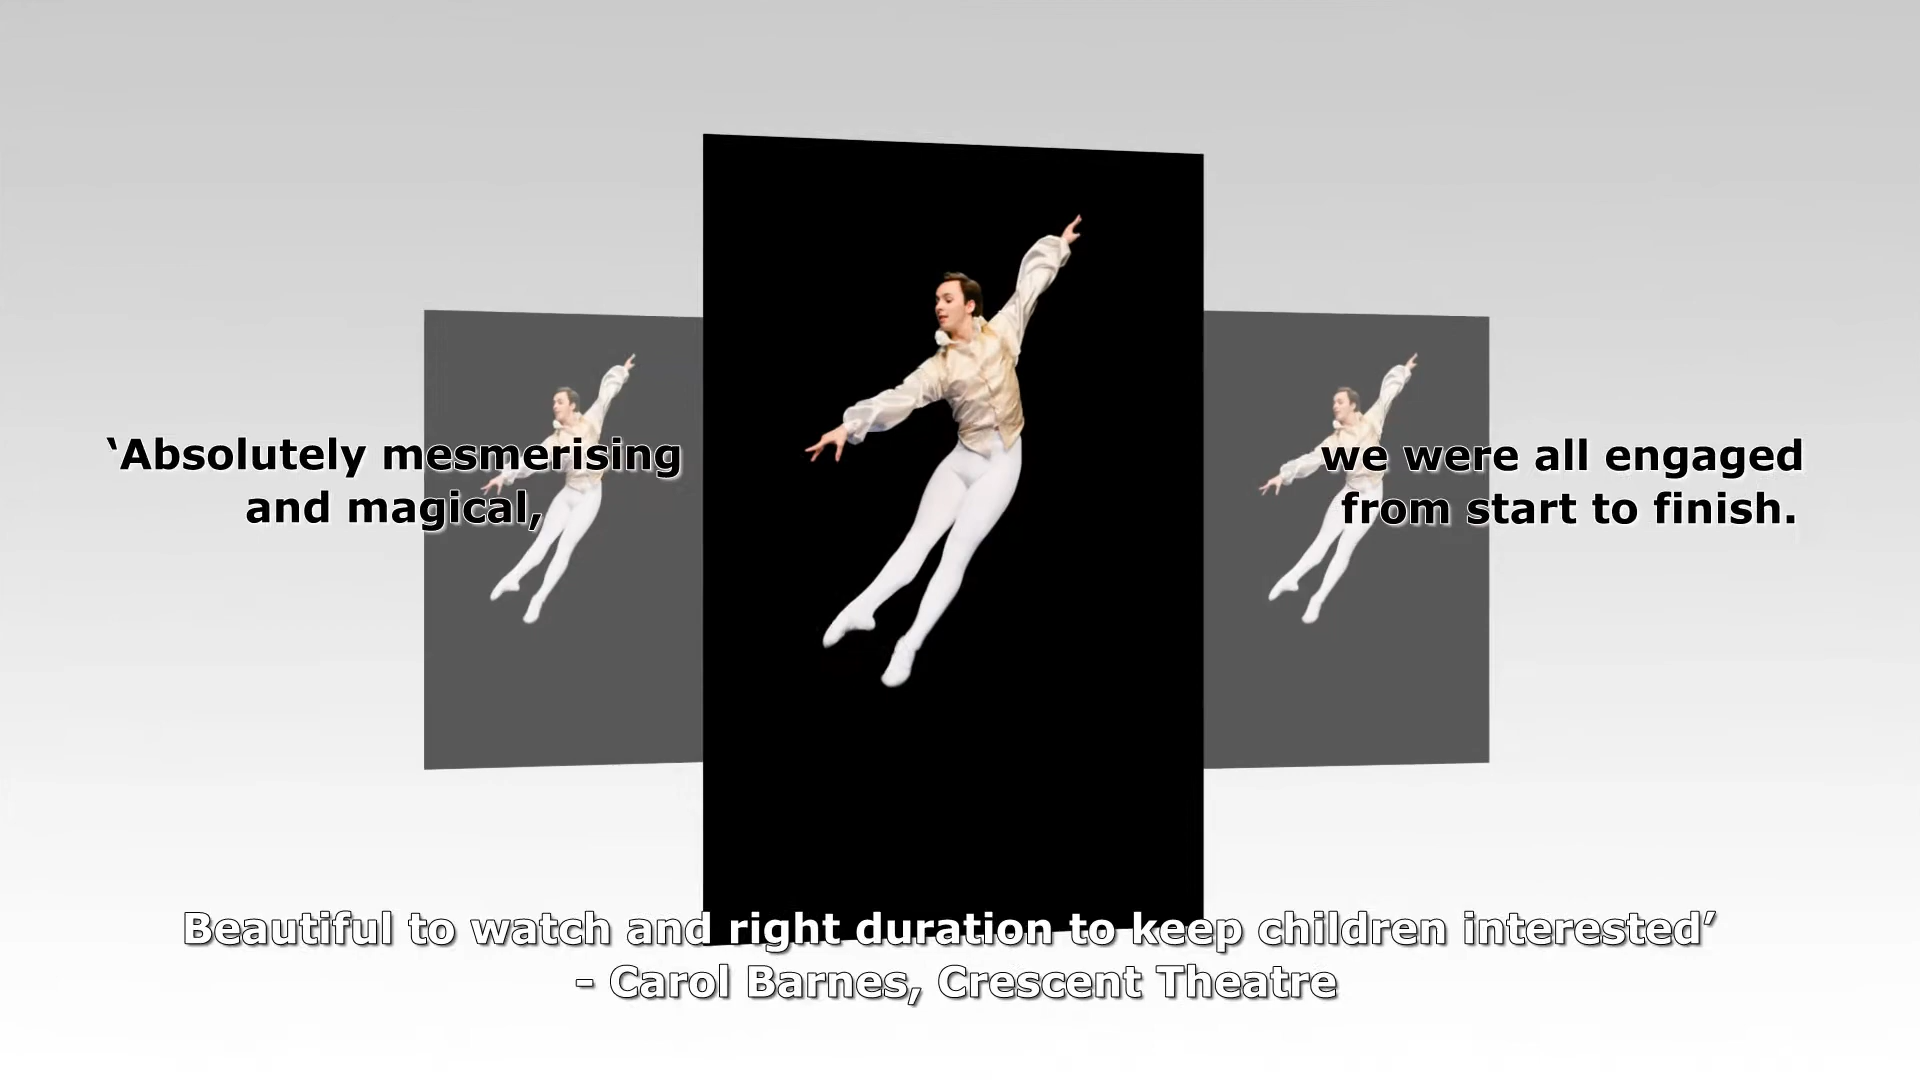 ‘Absolutely mesmerising
and magical,
we were all engaged
from start to finish.
Beautiful to watch and right duration to keep children interested’
- Carol Barnes, Crescent Theatre